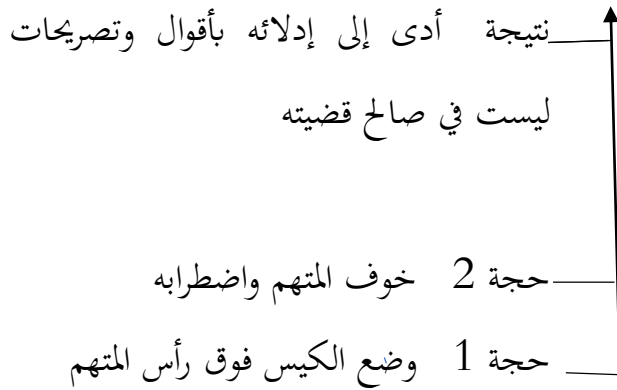 نتيجة أدى إلى إدلائه بأقوال وتصريحات
ليست في صالح قضيته
حجة 2 خوف المتهم واضطرابه
حجة 1 وضع الكيس فوق رأس المتهم